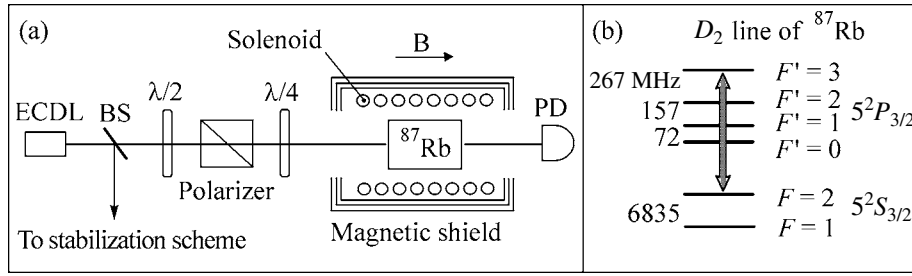 (a)
Solenoid
B
ECDL
BS
λ/2
λ/4
PD
⁸⁷Rb
Polarizer
To stabilization scheme
Magnetic shield
(b)
D₂ line of ⁸⁷Rb
267 MHz
F' = 3
157
F' = 2
5²P₃/₂
72
F' = 1
F' = 0
6835
F = 2
5²S₃/₂
F = 1